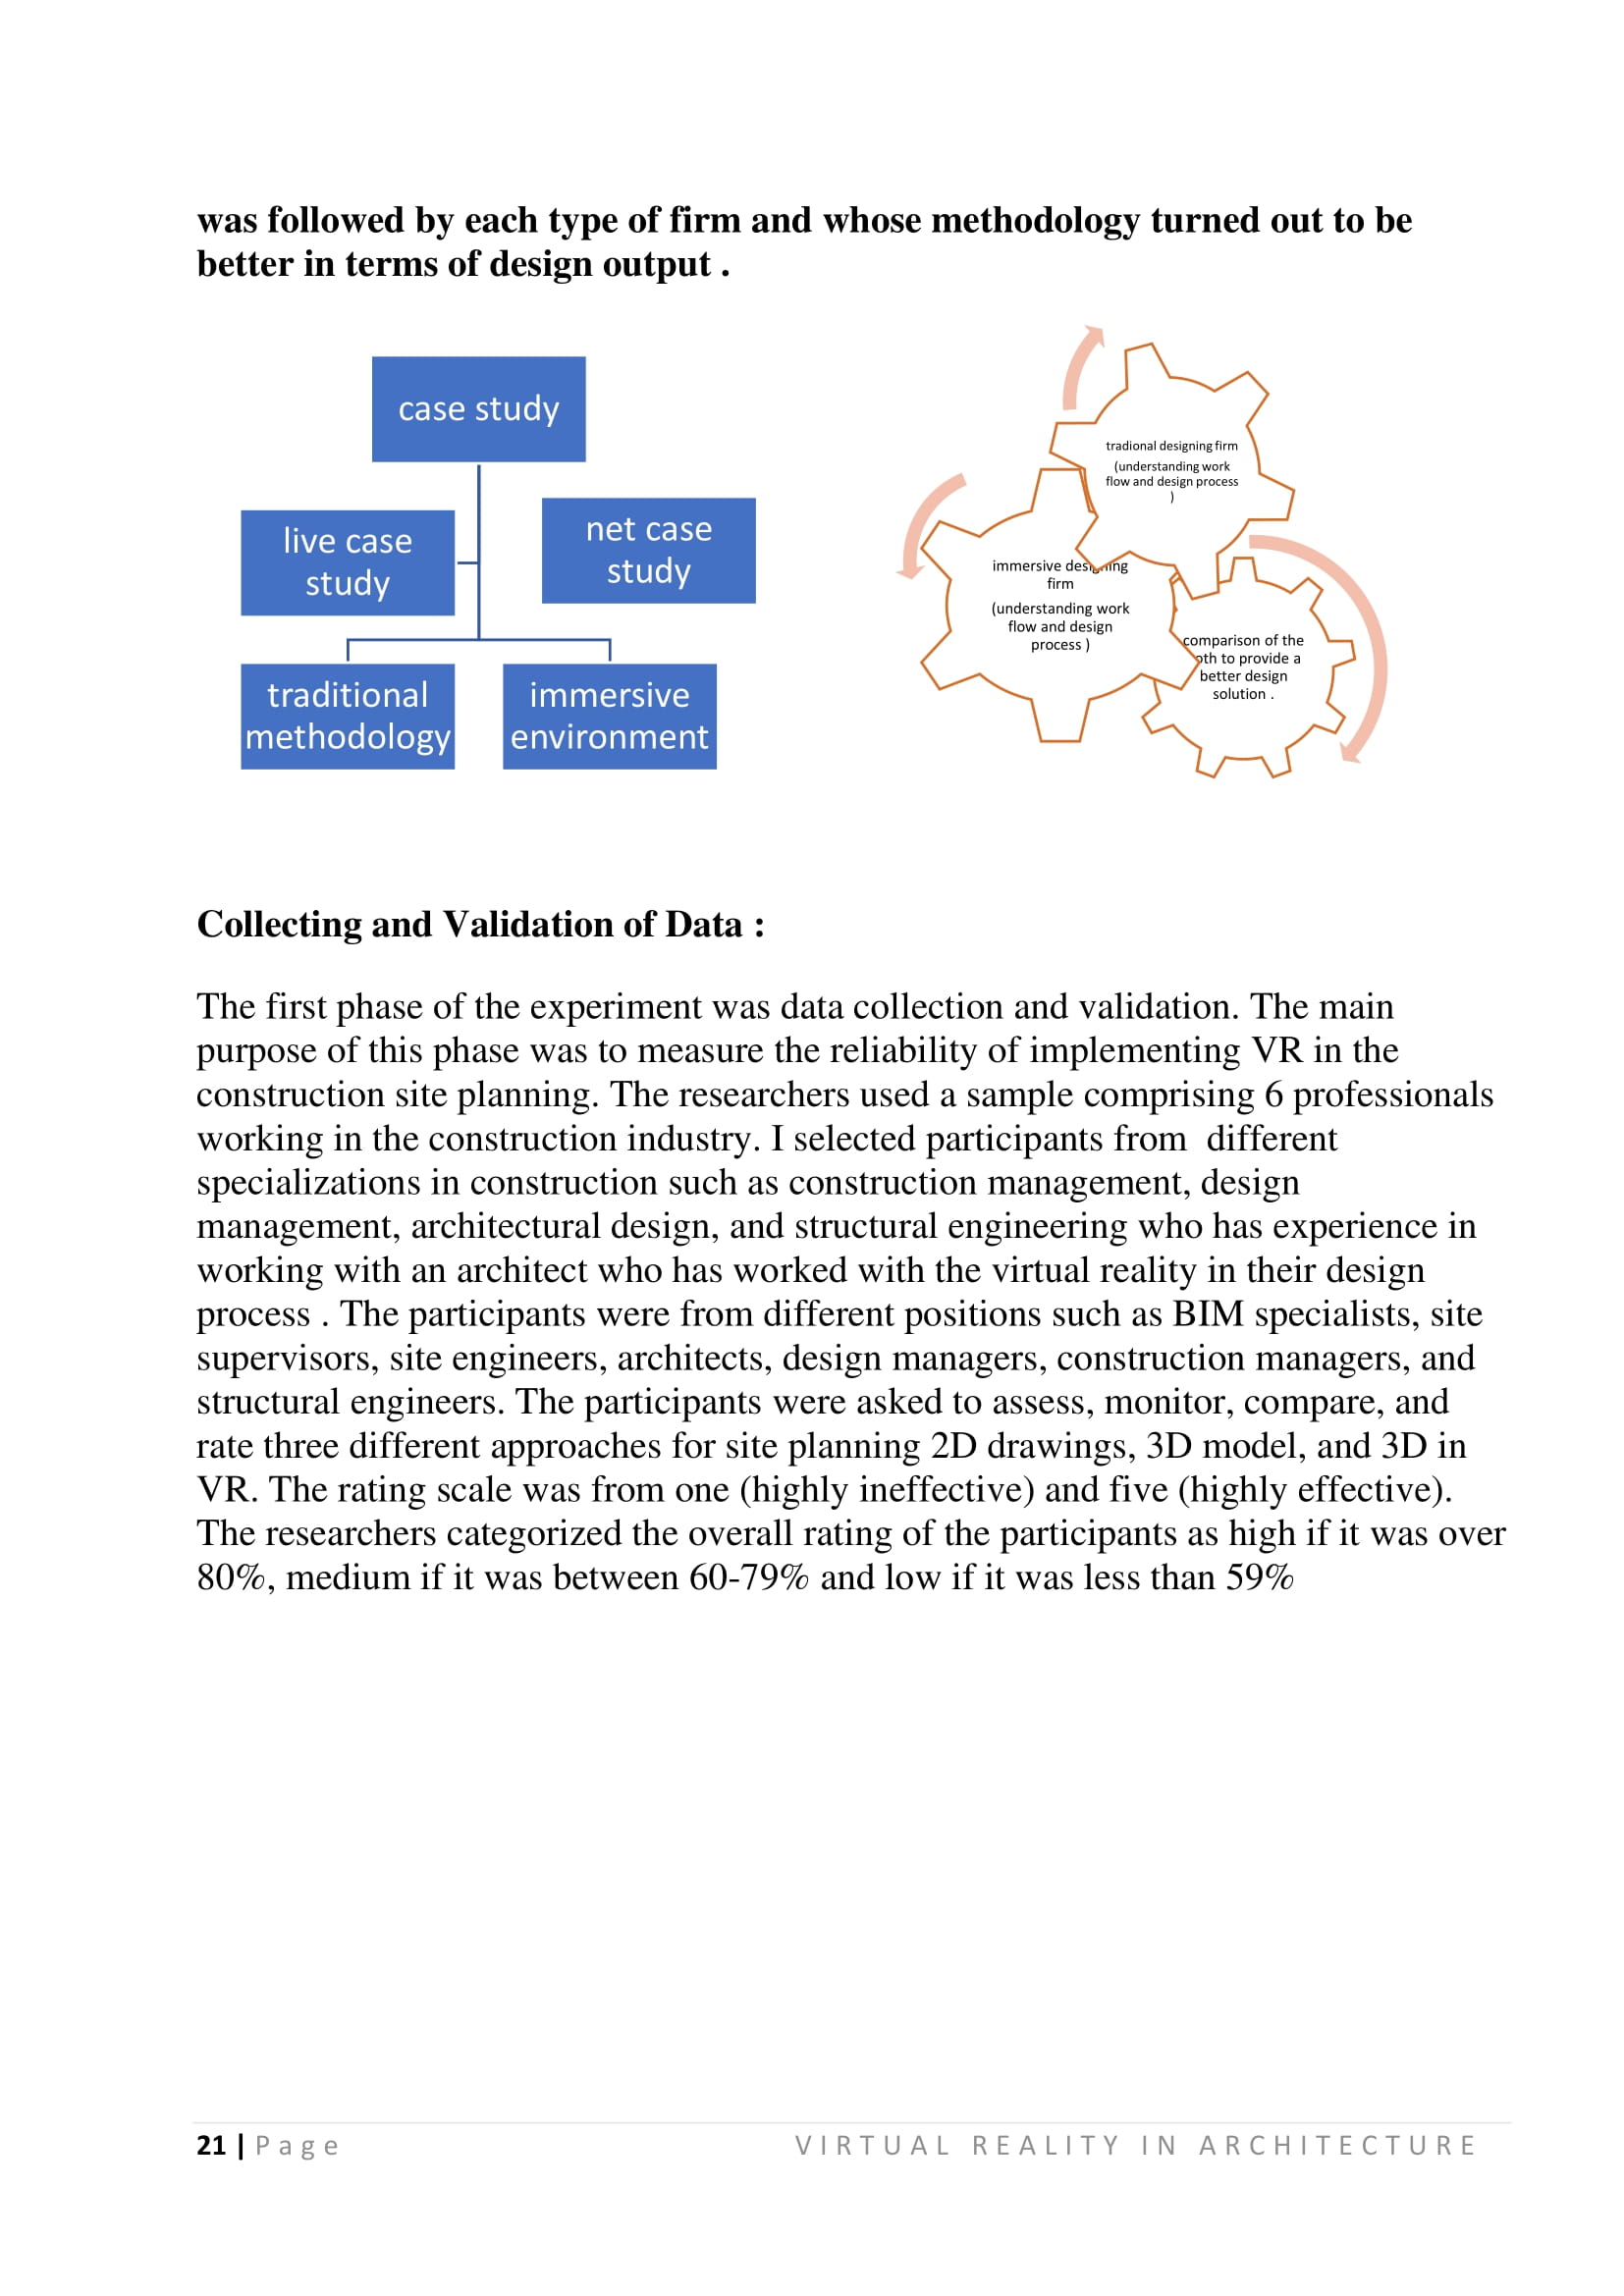 was followed by each type of firm and whose methodology turned out to be
better in terms of design output .
case study
live case
study
net case
study
traditional
methodology
immersive
environment
tradional designing firm
(understanding work
flow and design process
)
immersive designing
firm
(understanding work
flow and design
process )
comparison of the
oth to provide a
better design
solution .
Collecting and Validation of Data :
The first phase of the experiment was data collection and validation. The main
purpose of this phase was to measure the reliability of implementing VR in the
construction site planning. The researchers used a sample comprising 6 professionals
working in the construction industry. I selected participants from  different
specializations in construction such as construction management, design
management, architectural design, and structural engineering who has experience in
working with an architect who has worked with the virtual reality in their design
process . The participants were from different positions such as BIM specialists, site
supervisors, site engineers, architects, design managers, construction managers, and
structural engineers. The participants were asked to assess, monitor, compare, and
rate three different approaches for site planning 2D drawings, 3D model, and 3D in
VR. The rating scale was from one (highly ineffective) and five (highly effective).
The researchers categorized the overall rating of the participants as high if it was over
80%, medium if it was between 60-79% and low if it was less than 59%
21 | Page
VIRTUAL REALITY IN ARCHITECTURE